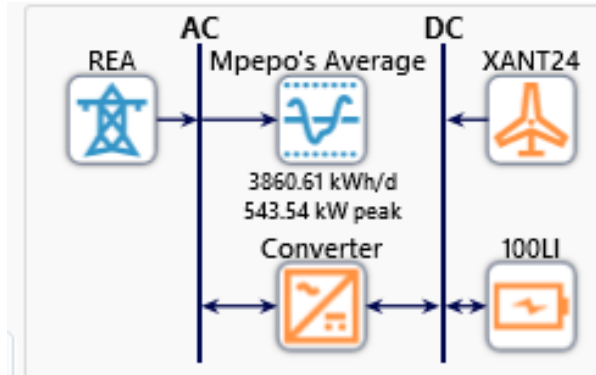 AC DC
REA Mpepo's Average XANT24
3860.61 kWh/d
543.54 kW peak
Converter 100LI